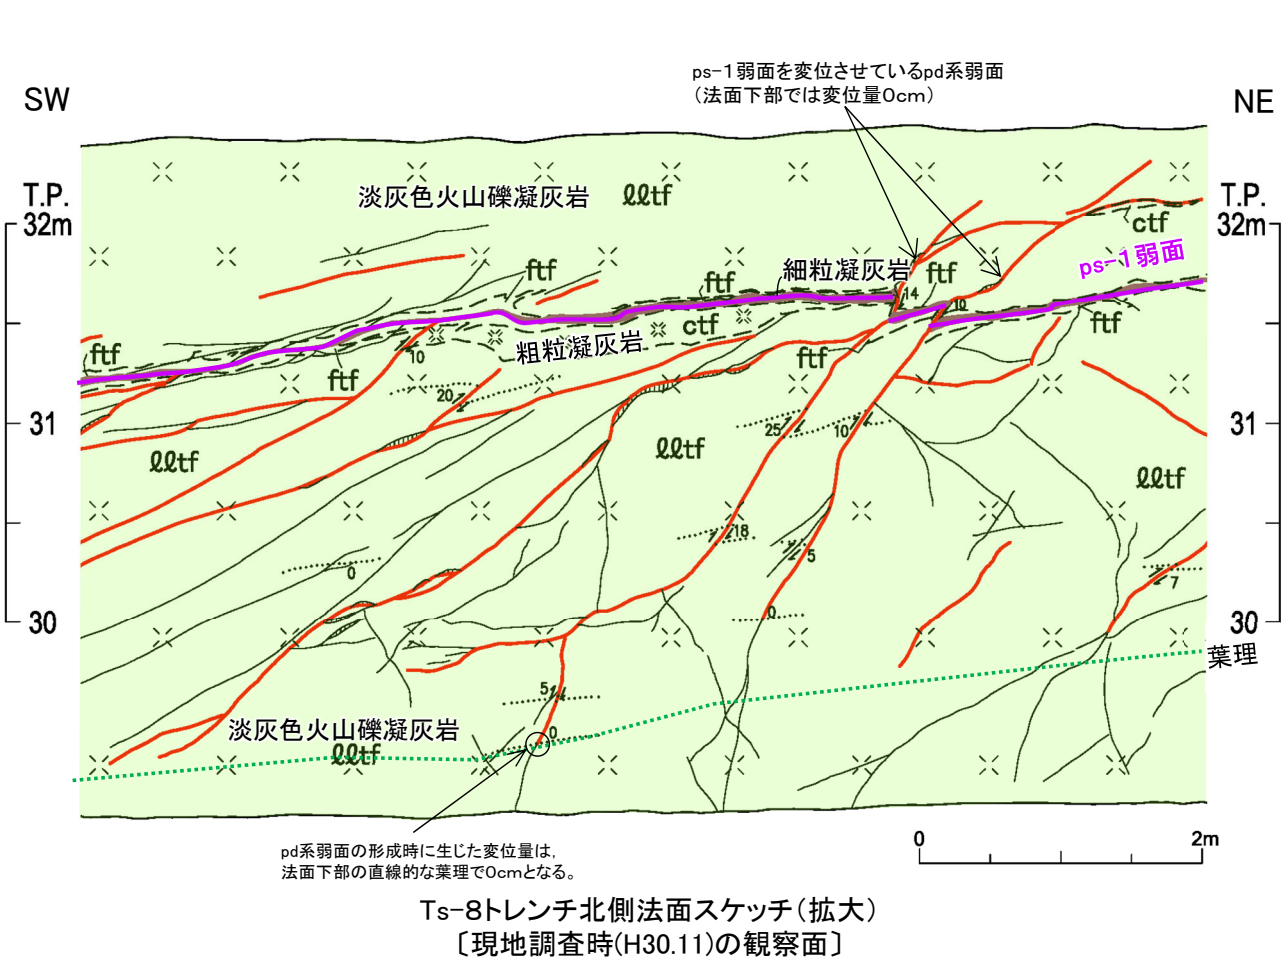 ps-1弱面を変位させているpd系弱面
（法面下部では変位量0cm）
SW
NE
T.P.
32m
31
30
T.P.
32m
31
30
淡灰色火山礫凝灰岩
lltf
ctf
ps-1弱面
ftf
ftf
細粒凝灰岩
ftf
14
10
ctf
粗粒凝灰岩
ftf
ftf
ftf
ftf
10
20
25
10
lltf
lltf
lltf
18
5
0
0
7
葉理
5
0
淡灰色火山礫凝灰岩
lltf
pd系弱面の形成時に生じた変位量は,
法面下部の直線的な葉理で0cmとなる。
0
2m
Ts-8トレンチ北側法面スケッチ（拡大）
〔現地調査時(H30.11)の観察面〕